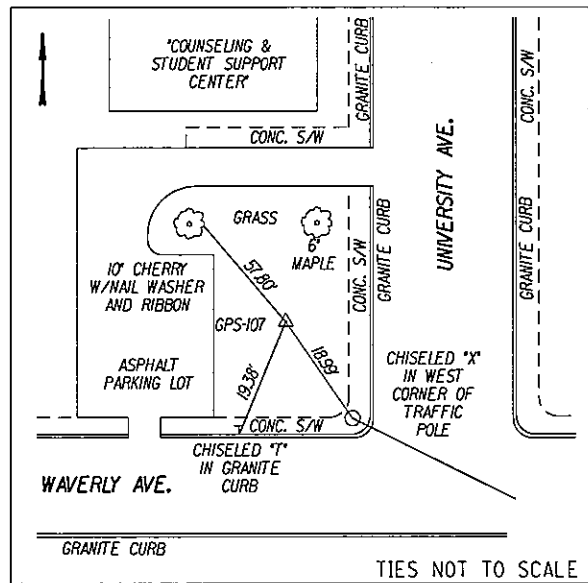 "COUNSELING &
STUDENT SUPPORT
CENTER"
GRANITE CURB
CONC. S/W
CONC. S/W
GRANITE CURB
UNIVERSITY AVE.
GRASS
6"
MAPLE
CONC. S/W
GRANITE CURB
10" CHERRY
W/NAIL WASHER
AND RIBBON
57.80'
GPS-107
18.99'
19.38'
ASPHALT
PARKING LOT
CHISELED "X"
IN WEST
CORNER OF
TRAFFIC
POLE
CONC. S/W
CHISELED "T"
IN GRANITE
CURB
WAVERLY AVE.
GRANITE CURB
TIES NOT TO SCALE